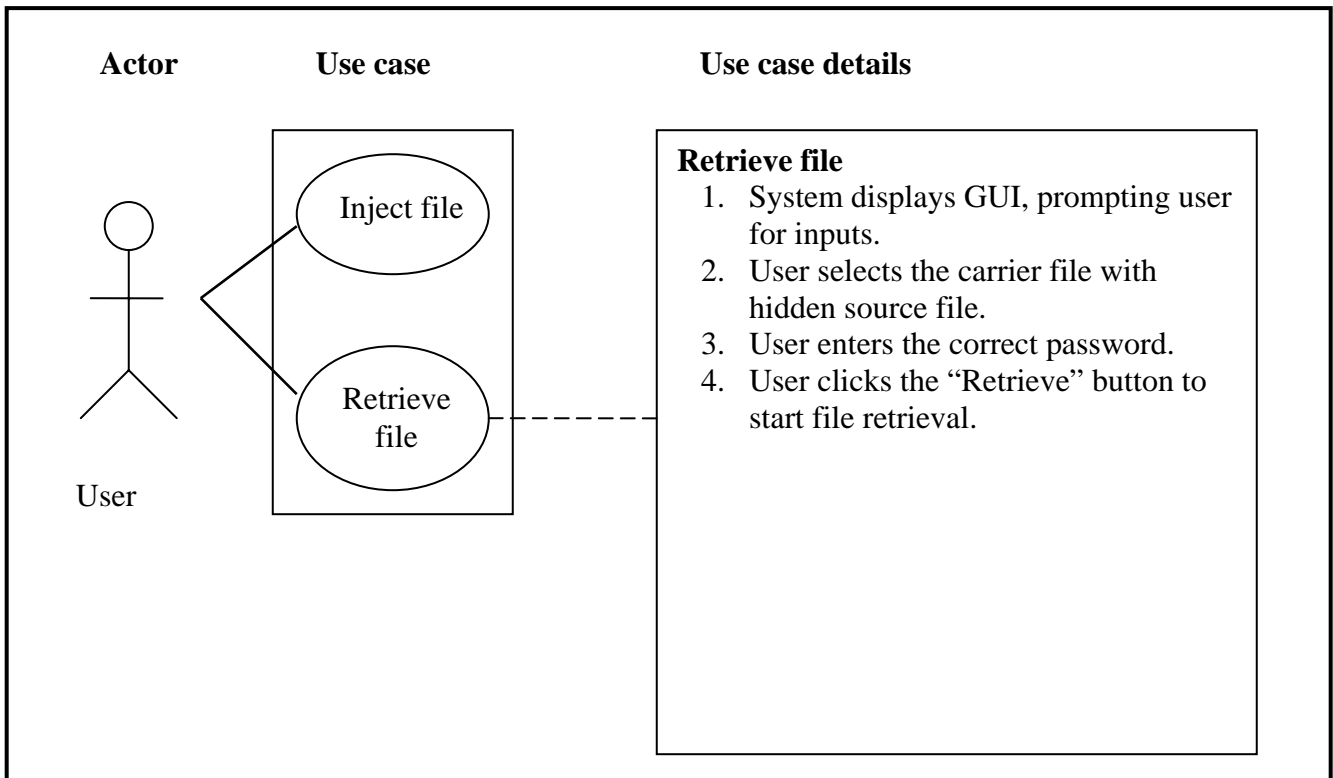 Actor Use case Use case details
Inject file
Retrieve
file
User
Retrieve file
1. System displays GUI, prompting user
for inputs.
2. User selects the carrier file with
hidden source file.
3. User enters the correct password.
4. User clicks the “Retrieve” button to
start file retrieval.